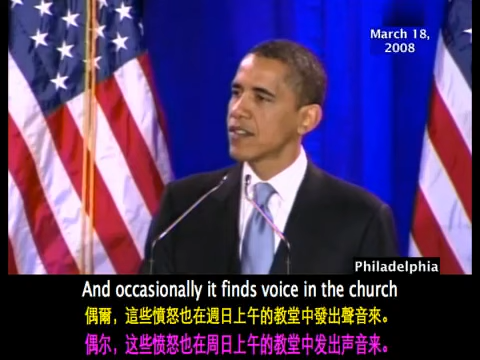 March 18,
2008
Philadelphia
And occasionally it finds voice in the church
偶爾，這些憤怒也在週日上午的教堂中發出聲音來。
偶尔，这些愤怒也在周日上午的教堂中发出声音来。